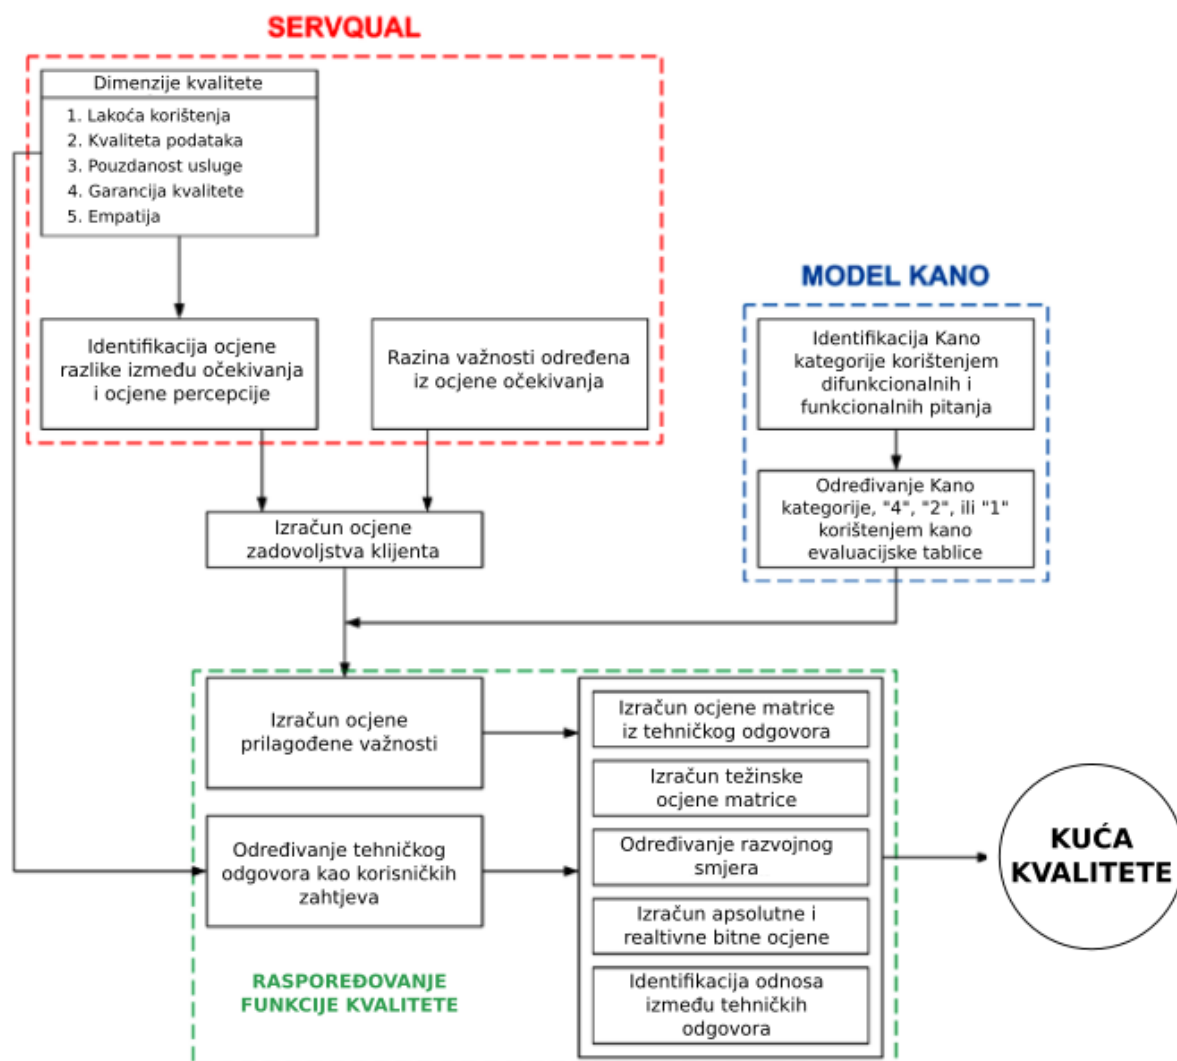 SERVQUAL
Dimenzije kvalitete
1. Lakoća korištenja
2. Kvaliteta podataka
3. Pouzdanost usluge
4. Garancija kvalitete
5. Empatija
Identifikacija ocjene
razlike između očekivanja
i ocjene percepcije
Razina važnosti određena
iz ocjene očekivanja
MODEL KANO
Identifikacija Kano
kategorije korištenjem
difunkcionalnih i
funkcionalnih pitanja
Određivanje Kano
kategorije, "4", "2", ili "1"
korištenjem kano
evaluacijske tablice
Izračun ocjene
zadovoljstva klijenta
Izračun ocjene
prilagođene važnosti
Određivanje tehničkog
odgovora kao korisničkih
zahtjeva
RASPOREĐOVANJE
FUNKCIJE KVALITETE
Izračun ocjene matrice
iz tehničkog odgovora
Izračun težinske
ocjene matrice
Određivanje razvojnog
smjera
Izračun apsolutne i
realtivne bitne ocjene
Identifikacija odnosa
između tehničkih
odgovora
KUĆA
KVALITETE